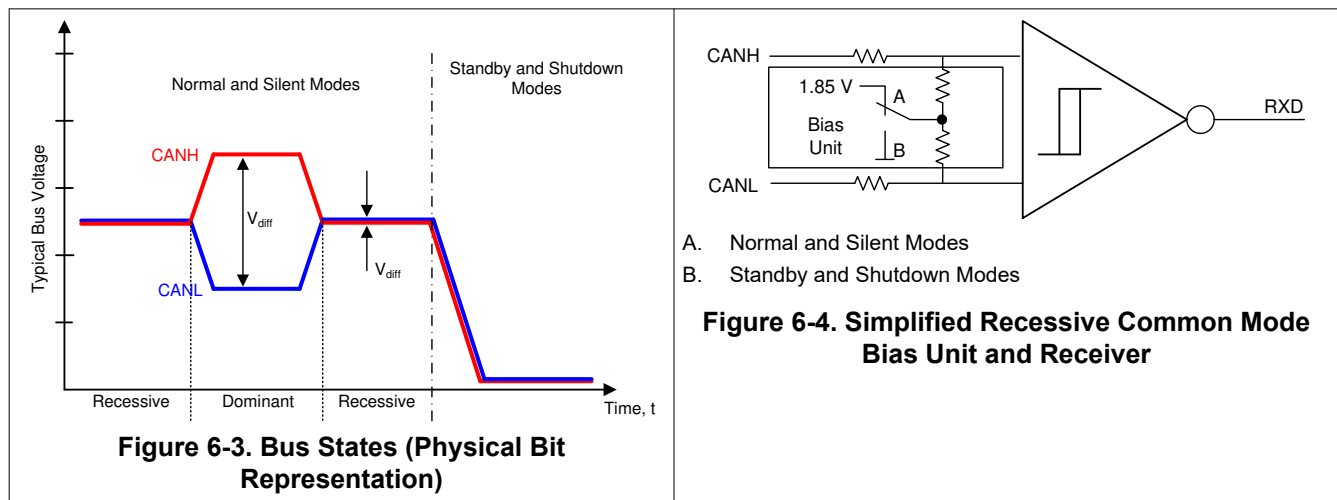 Typical Bus Voltage
Normal and Silent Modes
Standby and Shutdown
Modes
CANH
Vdiff
CANL
Vdiff
Recessive
Dominant
Recessive
Time, t
Figure 6-3. Bus States (Physical Bit
Representation)
CANH
1.85 V
A
Bias
Unit
B
RXD
CANL
A. Normal and Silent Modes
B. Standby and Shutdown Modes
Figure 6-4. Simplified Recessive Common Mode
Bias Unit and Receiver